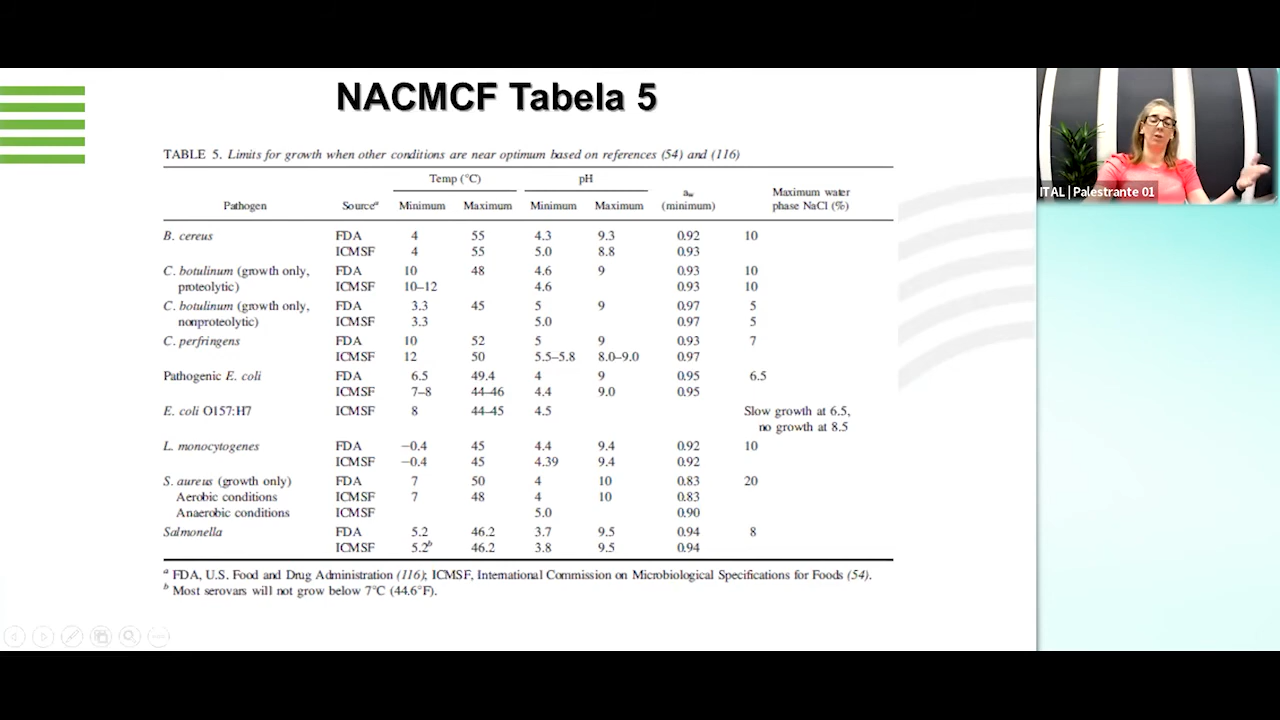 NACMCF Tabela 5
TABLE 5. Limits for growth when other conditions are near optimum based on references (54) and (116)
Temp (°C) pH
Pathogen Sourceᵃ Minimum Maximum Minimum Maximum a_w (minimum) Maximum water phase NaCl (%)
B. cereus FDA 4 55 4.3 9.3 0.92 10
ICMSF 4 55 5.0 8.8 0.93
C. botulinum (growth only, FDA 10 48 4.6 9 0.93 10
proteolytic) ICMSF 10–12 4.6 0.93 10
C. botulinum (growth only, FDA 3.3 45 5 9 0.97 5
nonproteolytic) ICMSF 3.3 5.0 0.97 5
C. perfringens FDA 10 52 5 9 0.93 7
ICMSF 12 50 5.5–5.8 8.0–9.0 0.97
Pathogenic E. coli FDA 6.5 49.4 4 9 0.95 6.5
ICMSF 7–8 44–46 4.4 9.0 0.95
E. coli O157:H7 ICMSF 8 44–45 4.5 Slow growth at 6.5,
no growth at 8.5
L. monocytogenes FDA −0.4 45 4.4 9.4 0.92 10
ICMSF −0.4 45 4.39 9.4 0.92
S. aureus (growth only) FDA 7 50 4 10 0.83 20
Aerobic conditions ICMSF 7 48 4 10 0.83
Anaerobic conditions ICMSF 5.0 0.90
Salmonella FDA 5.2 46.2 3.7 9.5 0.94 8
ICMSF 5.2ᵇ 46.2 3.8 9.5 0.94
ᵃ FDA, U.S. Food and Drug Administration (116); ICMSF, International Commission on Microbiological Specifications for Foods (54).
ᵇ Most serovars will not grow below 7°C (44.6°F).
ITAL | Palestrante 01